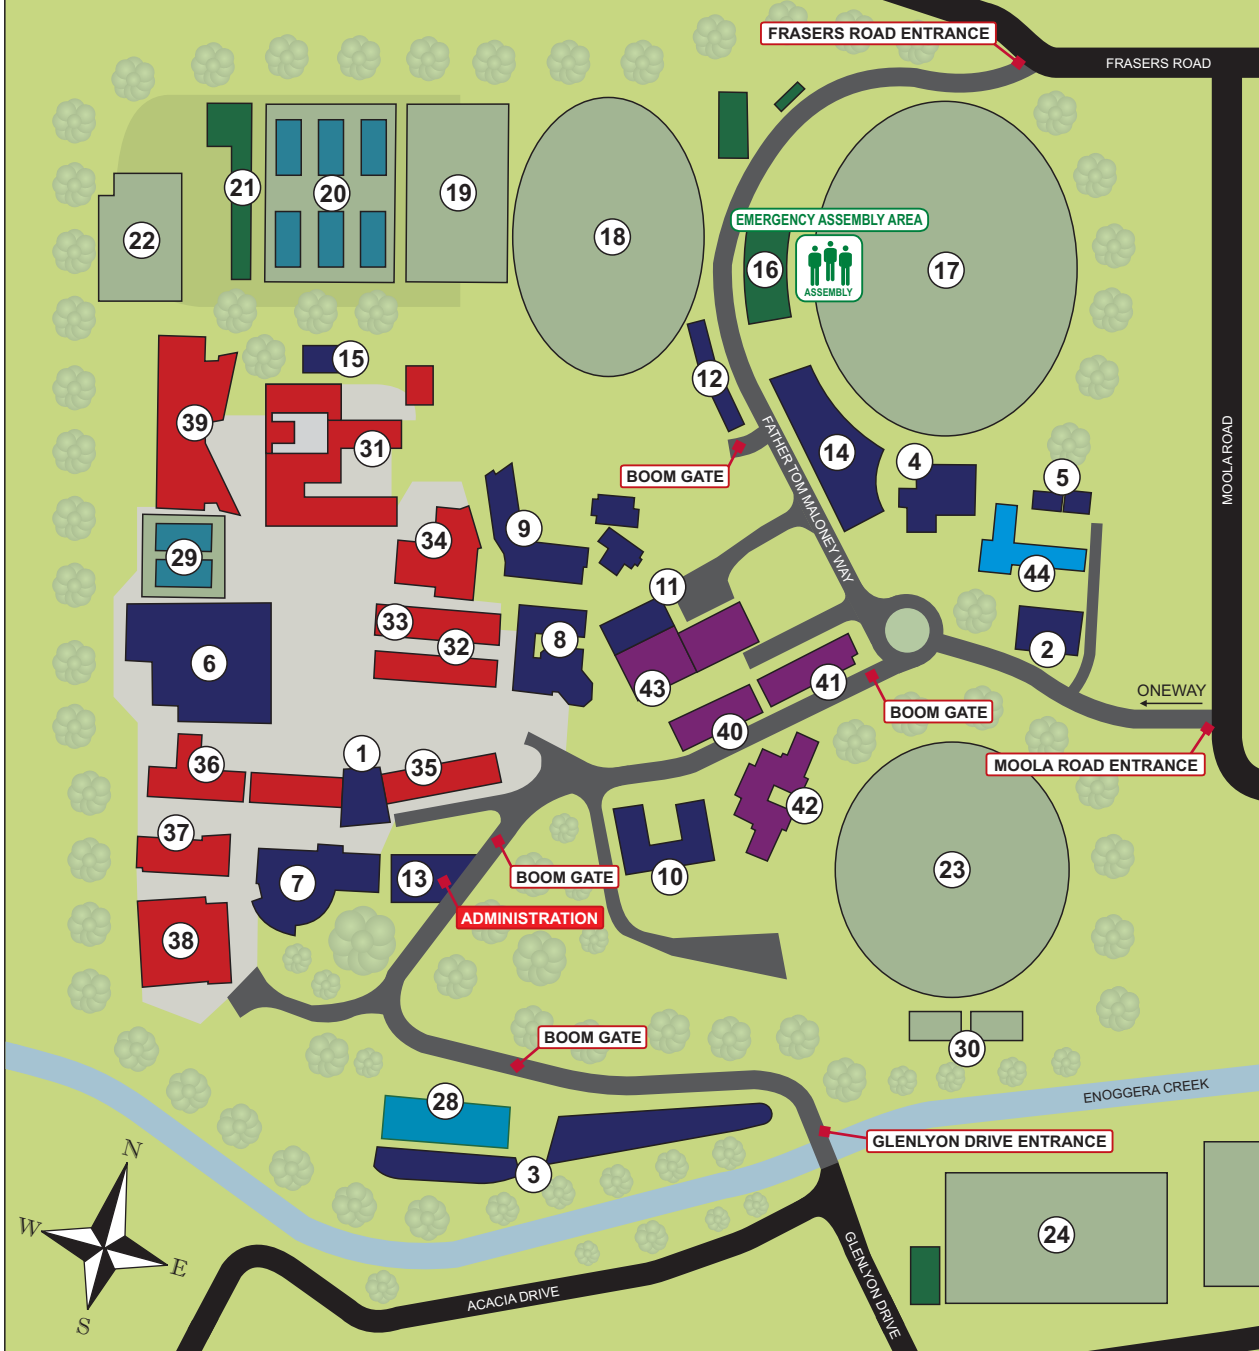 FRASERS ROAD ENTRANCE
FRASERS ROAD
21
20
19
18
EMERGENCY ASSEMBLY AREA
22
16
ASSEMBLY
17
15
12
39
31
FATHER TOM MALONEY WAY
14
4
5
MOOLA ROAD
BOOM GATE
9
34
29
44
11
33
32
8
2
6
43
41
ONEWAY
BOOM GATE
40
1
36
35
MOOLA ROAD ENTRANCE
42
37
10
23
7
13
BOOM GATE
ADMINISTRATION
38
BOOM GATE
30
ENOGGERA CREEK
28
GLENLYON DRIVE ENTRANCE
3
N
W
E
S
24
GLENLYON DRIVE
ACACIA DRIVE